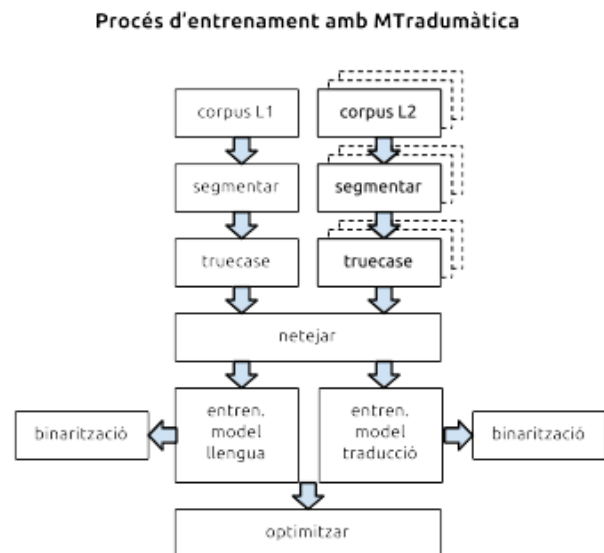 Procés d'entrenament amb MTradumàtica
corpus L1
corpus L2
segmentar
segmentar
truecase
truecase
netejar
entren.
model
llengua
entren.
model
traducció
binarització
binarització
optimitzar